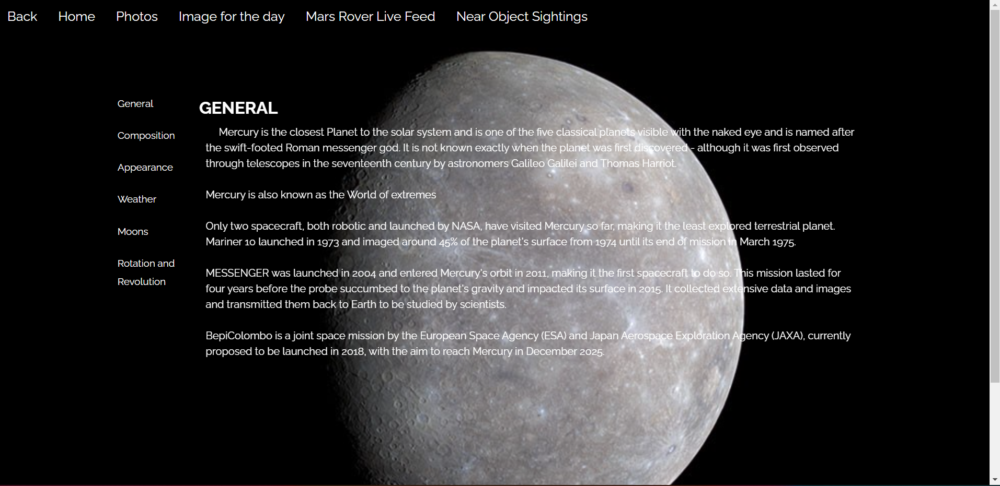 Back Home Photos Image for the day Mars Rover Live Feed Near Object Sightings
General
Composition
Appearance
Weather
Moons
Rotation and
Revolution
GENERAL
Mercury is the closest Planet to the solar system and is one of the five classical planets visible with the naked eye and is named after
the swift-footed Roman messenger god. It is not known exactly when the planet was first discovered - although it was first observed
through telescopes in the seventeenth century by astronomers Galileo Galilei and Thomas Harriot.
Mercury is also known as the World of extremes
Only two spacecraft, both robotic and launched by NASA, have visited Mercury so far, making it the least explored terrestrial planet.
Mariner 10 launched in 1973 and imaged around 45% of the planet's surface from 1974 until its end of mission in March 1975.
MESSENGER was launched in 2004 and entered Mercury's orbit in 2011, making it the first spacecraft to do so. This mission lasted for
four years before the probe succumbed to the planet's gravity and impacted its surface in 2015. It collected extensive data and images
and transmitted them back to Earth to be studied by scientists.
BepiColombo is a joint space mission by the European Space Agency (ESA) and Japan Aerospace Exploration Agency (JAXA), currently
proposed to be launched in 2018, with the aim to reach Mercury in December 2025.